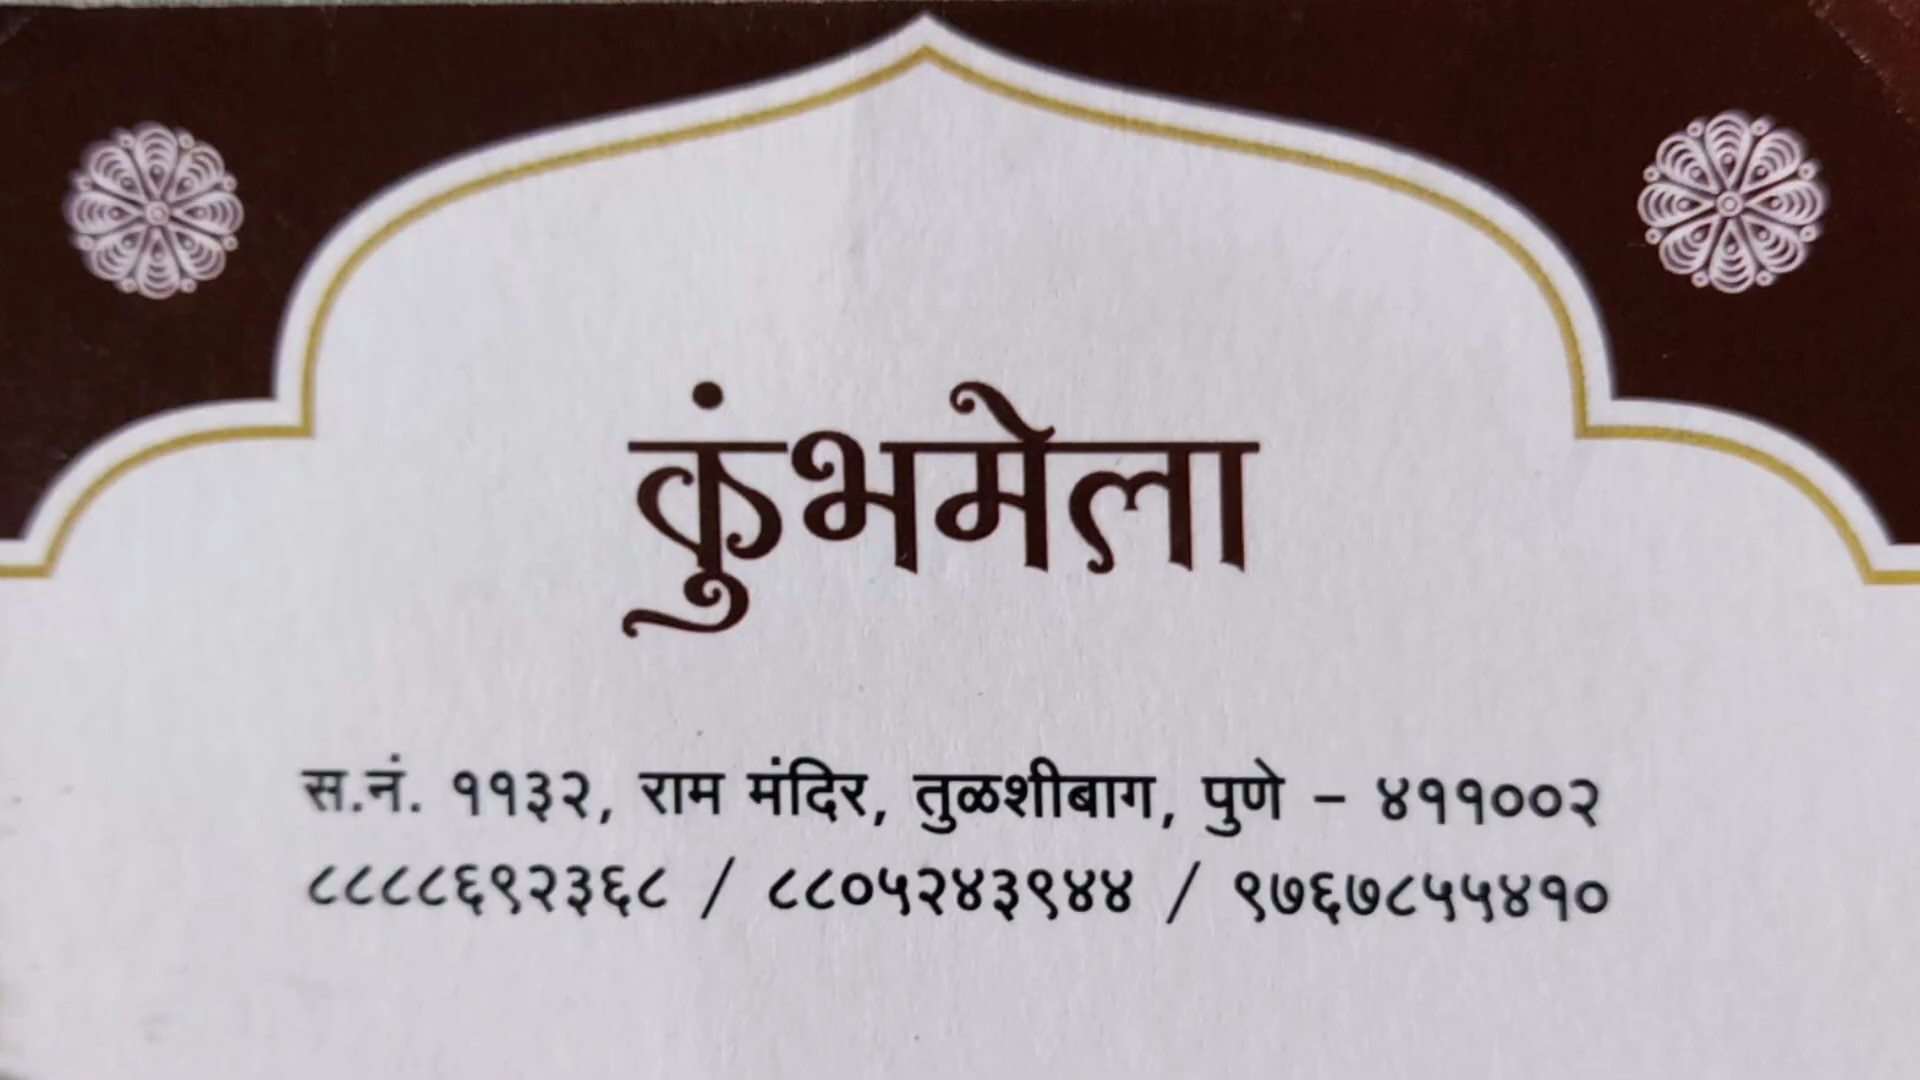 कुंभमेला
स.नं. ११३२, राम मंदिर, तुळशीबाग, पुणे – ४११००२
८८८८६९२३६८ / ८८०५२४३९४४ / ९७६७८५५४१०